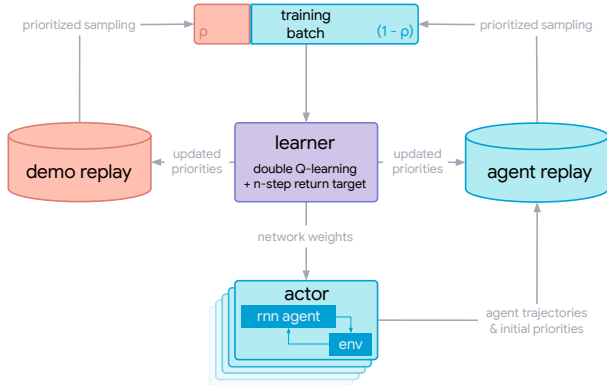 prioritized sampling
training
batch
ρ
(1 - ρ)
prioritized sampling
demo replay
updated
priorities
learner
double Q-learning
+ n-step return target
updated
priorities
agent replay
network weights
actor
rnn agent
env
agent trajectories
& initial priorities